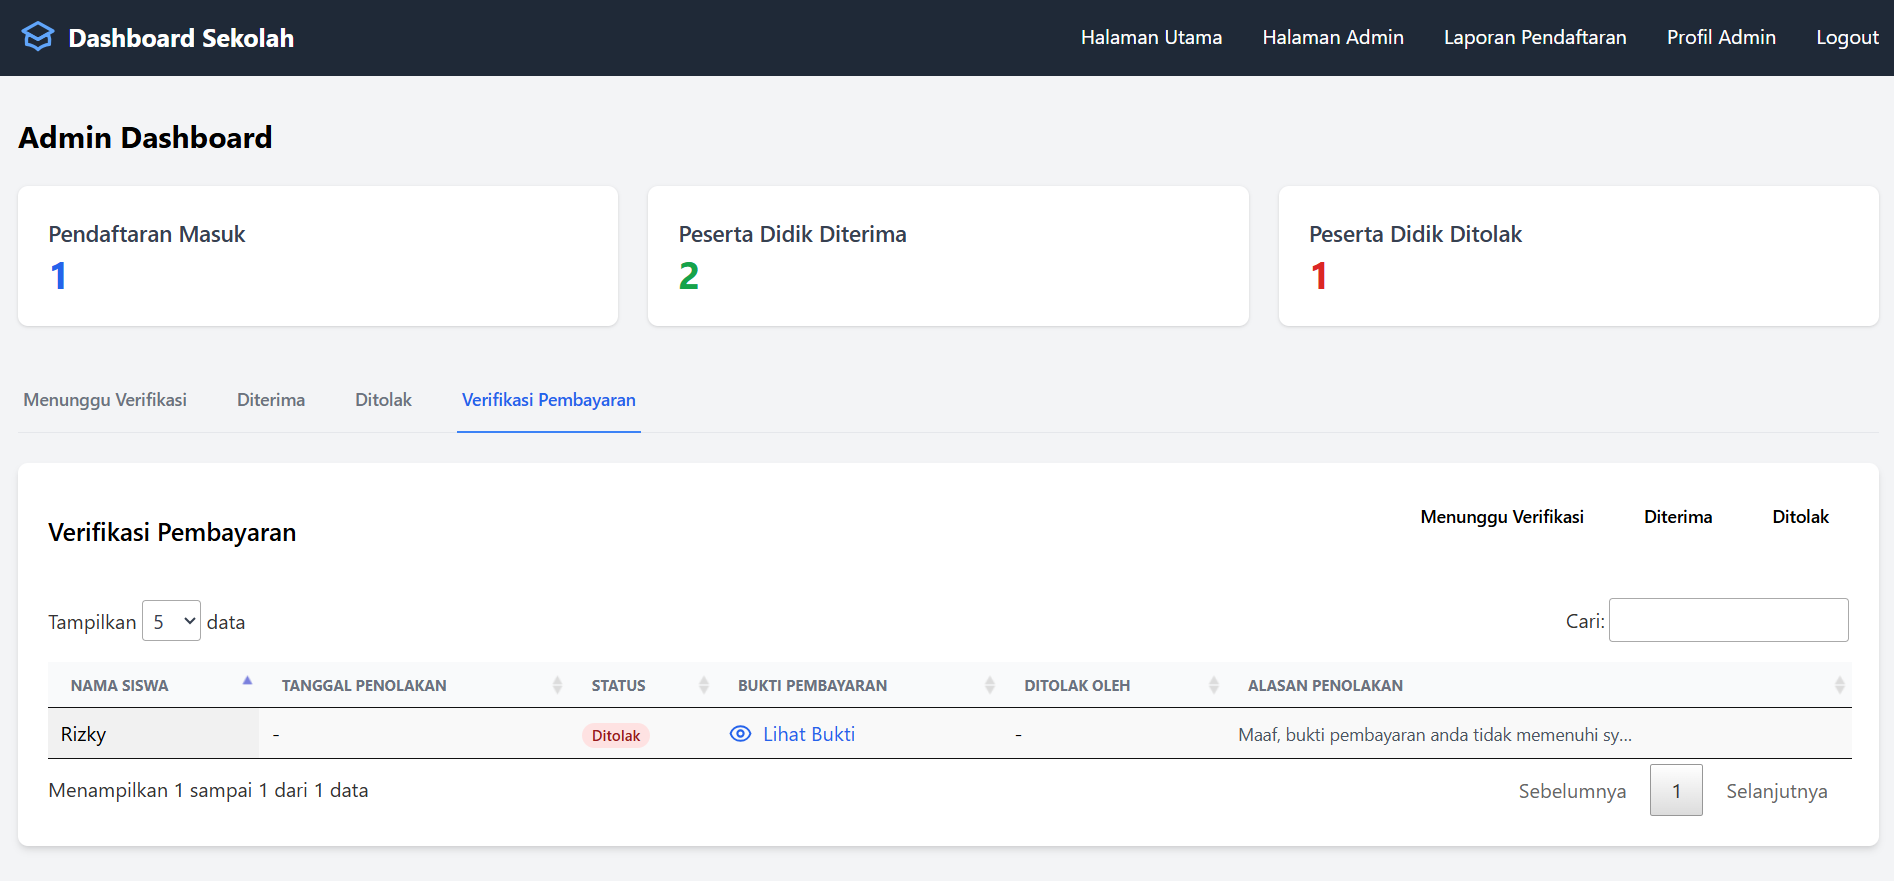 Dashboard Sekolah
Halaman Utama Halaman Admin Laporan Pendaftaran Profil Admin Logout
Admin Dashboard
Pendaftaran Masuk
1
Peserta Didik Diterima
2
Peserta Didik Ditolak
1
Menunggu Verifikasi Diterima Ditolak Verifikasi Pembayaran
Verifikasi Pembayaran
Menunggu Verifikasi Diterima Ditolak
Tampilkan 5 data
Cari:
NAMA SISWA TANGGAL PENOLAKAN STATUS BUKTI PEMBAYARAN DITOLAK OLEH ALASAN PENOLAKAN
Rizky - Ditolak Lihat Bukti - Maaf, bukti pembayaran anda tidak memenuhi sy...
Menampilkan 1 sampai 1 dari 1 data
Sebelumnya 1 Selanjutnya